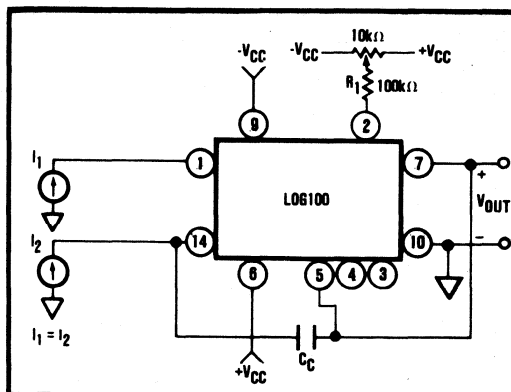 10kΩ
-VCC
-VCC
+VCC
R1
100kΩ
9
2
I1
1
7
+
LOG100
VOUT
I2
14
10
-
6
5
4
3
I1 = I2
CC
+VCC